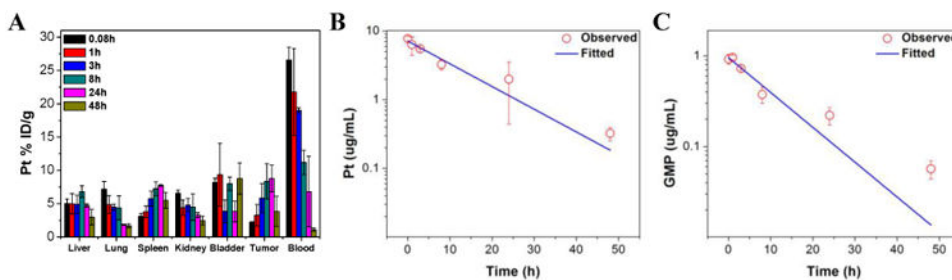 A
Pt % ID/g
30
25
20
15
10
5
0
0.08h
1h
3h
8h
24h
48h
Liver Lung Spleen Kidney Bladder Tumor Blood
B
Pt (ug/mL)
10
1
0.1
Observed
Fitted
0 10 20 30 40 50
Time (h)
C
GMP (ug/mL)
1
0.1
Observed
Fitted
0 10 20 30 40 50
Time (h)